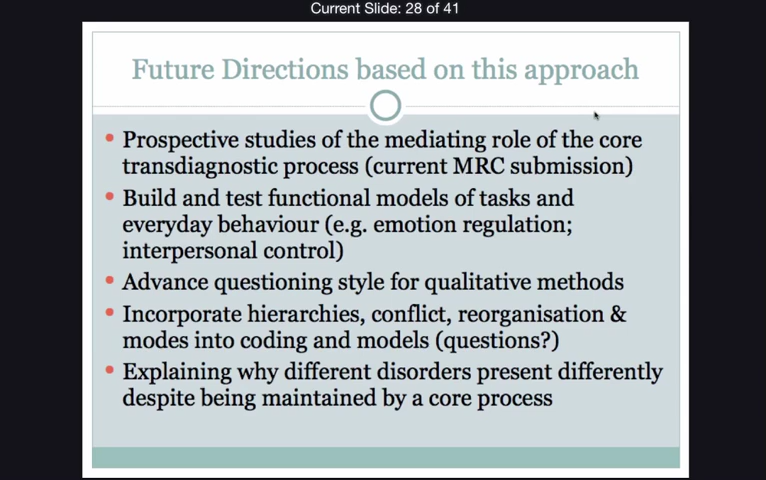 Current Slide: 28 of 41
Future Directions based on this approach
Prospective studies of the mediating role of the core
transdiagnostic process (current MRC submission)
Build and test functional models of tasks and
everyday behaviour (e.g. emotion regulation;
interpersonal control)
Advance questioning style for qualitative methods
Incorporate hierarchies, conflict, reorganisation &
modes into coding and models (questions?)
Explaining why different disorders present differently
despite being maintained by a core process